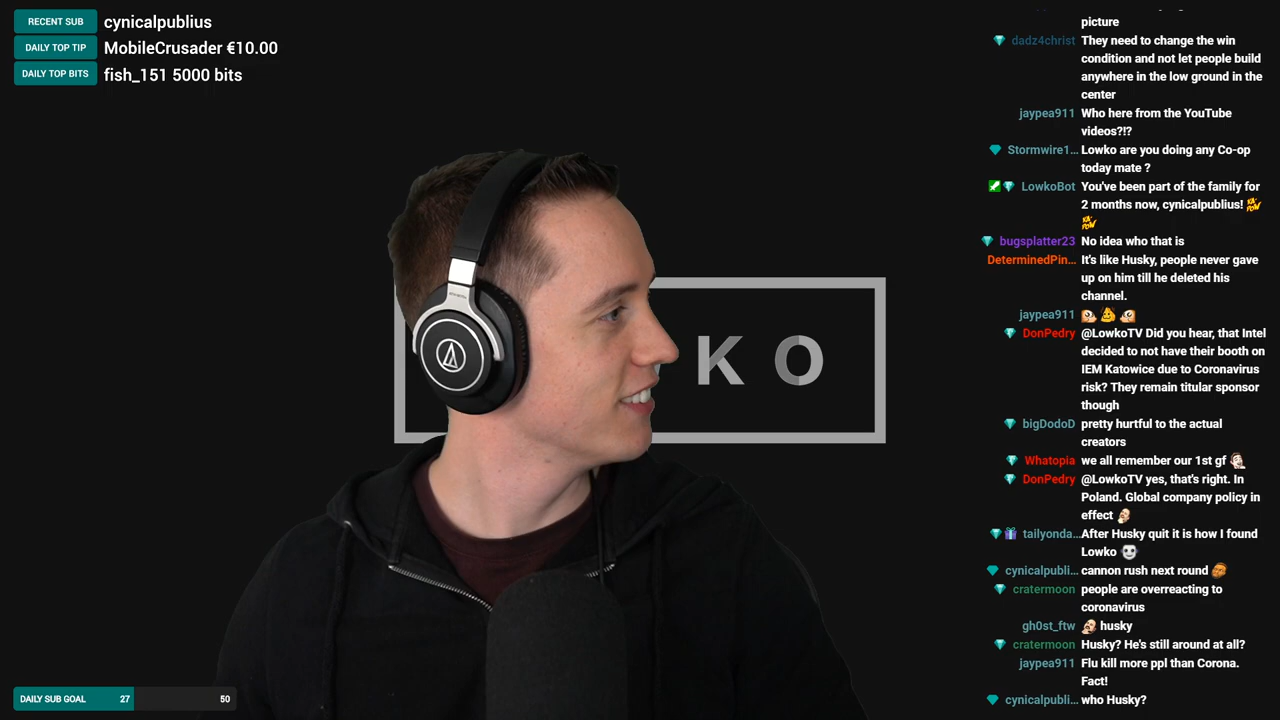 RECENT SUB cynicalpublius
DAILY TOP TIP MobileCrusader €10.00
DAILY TOP BITS fish_151 5000 bits
K O
DAILY SUB GOAL 27 50
picture
dadz4christ They need to change the win
condition and not let people build
anywhere in the low ground in the
center
jaypea911 Who here from the YouTube
videos?!?
Stormwire1... Lowko are you doing any Co-op
today mate ?
LowkoBot You've been part of the family for
2 months now, cynicalpublius!
bugsplatter23 No idea who that is
DeterminedPin... It's like Husky, people never gave
up on him till he deleted his
channel.
jaypea911
DonPedry @LowkoTV Did you hear, that Intel
decided to not have their booth on
IEM Katowice due to Coronavirus
risk? They remain titular sponsor
though
bigDodoD pretty hurtful to the actual
creators
Whatopia we all remember our 1st gf
DonPedry @LowkoTV yes, that's right. In
Poland. Global company policy in
effect
tailyonda... After Husky quit it is how I found
Lowko
cynicalpubli... cannon rush next round
cratermoon people are overreacting to
coronavirus
gh0st_ftw husky
cratermoon Husky? He's still around at all?
jaypea911 Flu kill more ppl than Corona.
Fact!
cynicalpubli... who Husky?